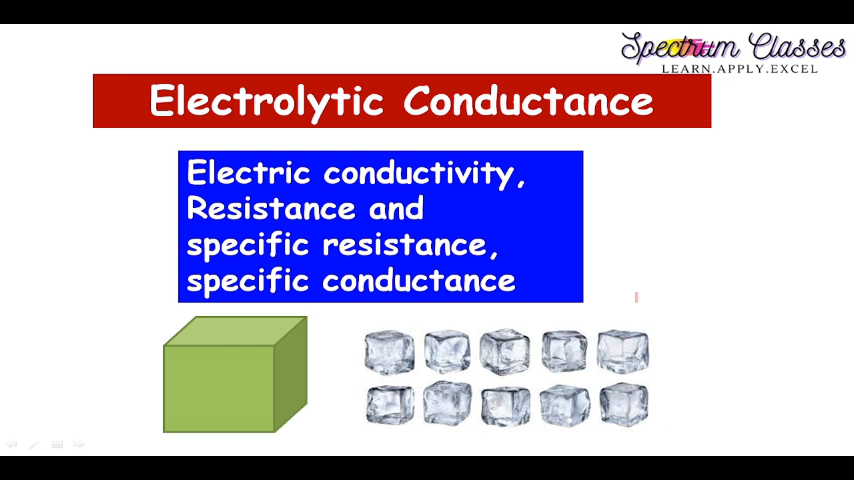 Spectrum Classes
LEARN.APPLY.EXCEL
Electrolytic Conductance
Electric conductivity,
Resistance and
specific resistance,
specific conductance